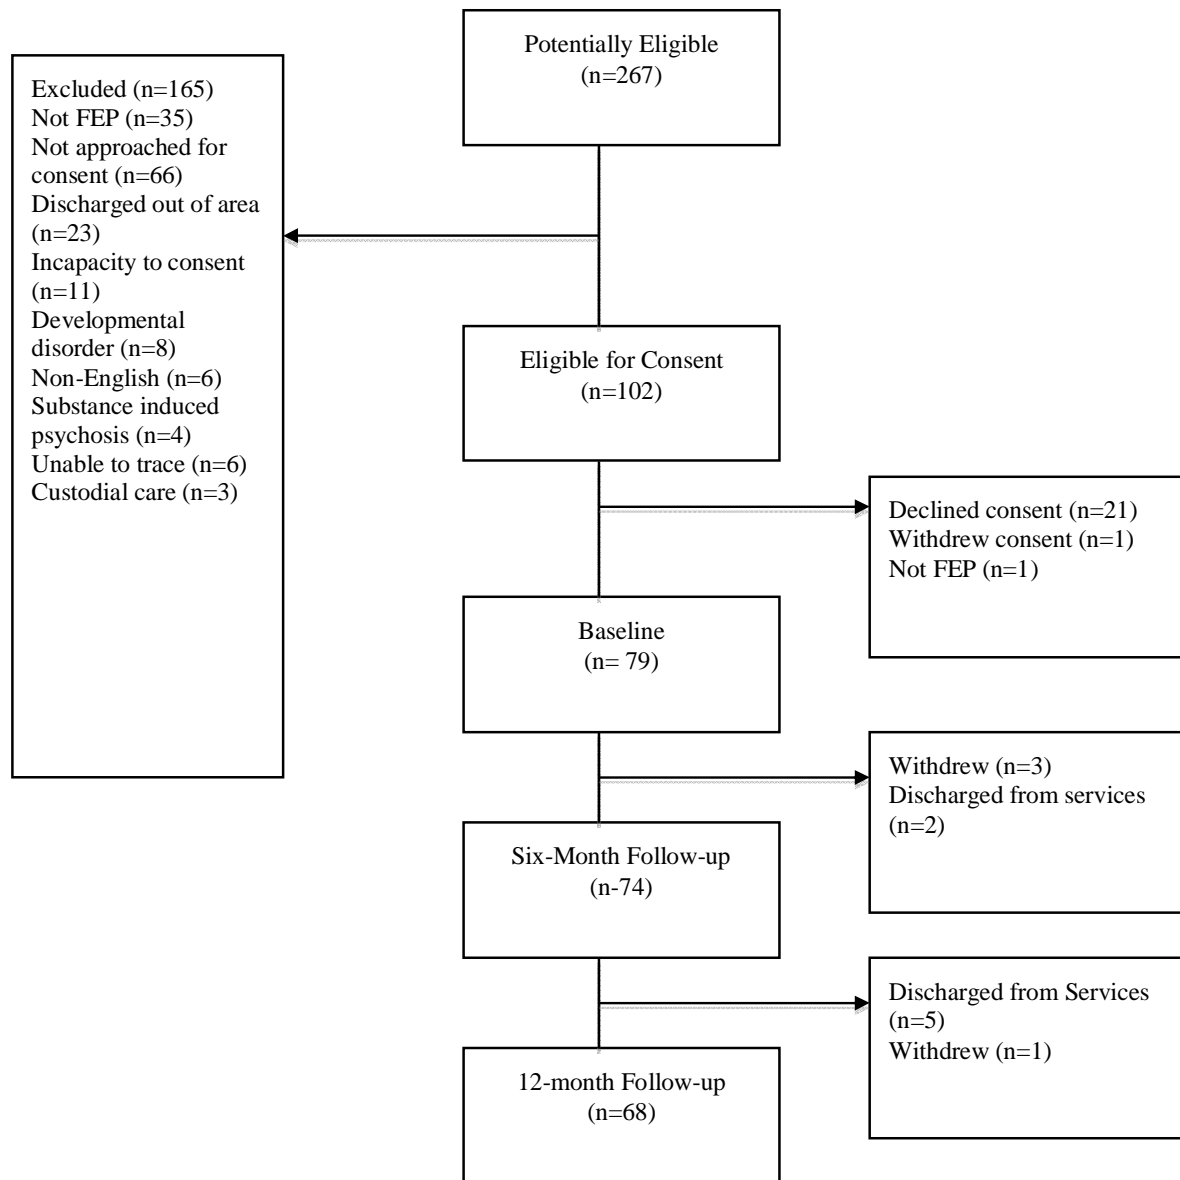 Potentially Eligible
(n=267)
Excluded (n=165)
Not FEP (n=35)
Not approached for
consent (n=66)
Discharged out of area
(n=23)
Incapacity to consent
(n=11)
Developmental
disorder (n=8)
Non-English (n=6)
Substance induced
psychosis (n=4)
Unable to trace (n=6)
Custodial care (n=3)
Eligible for Consent
(n=102)
Declined consent (n=21)
Withdrew consent (n=1)
Not FEP (n=1)
Baseline
(n= 79)
Withdrew (n=3)
Discharged from services
(n=2)
Six-Month Follow-up
(n-74)
Discharged from Services
(n=5)
Withdrew (n=1)
12-month Follow-up
(n=68)